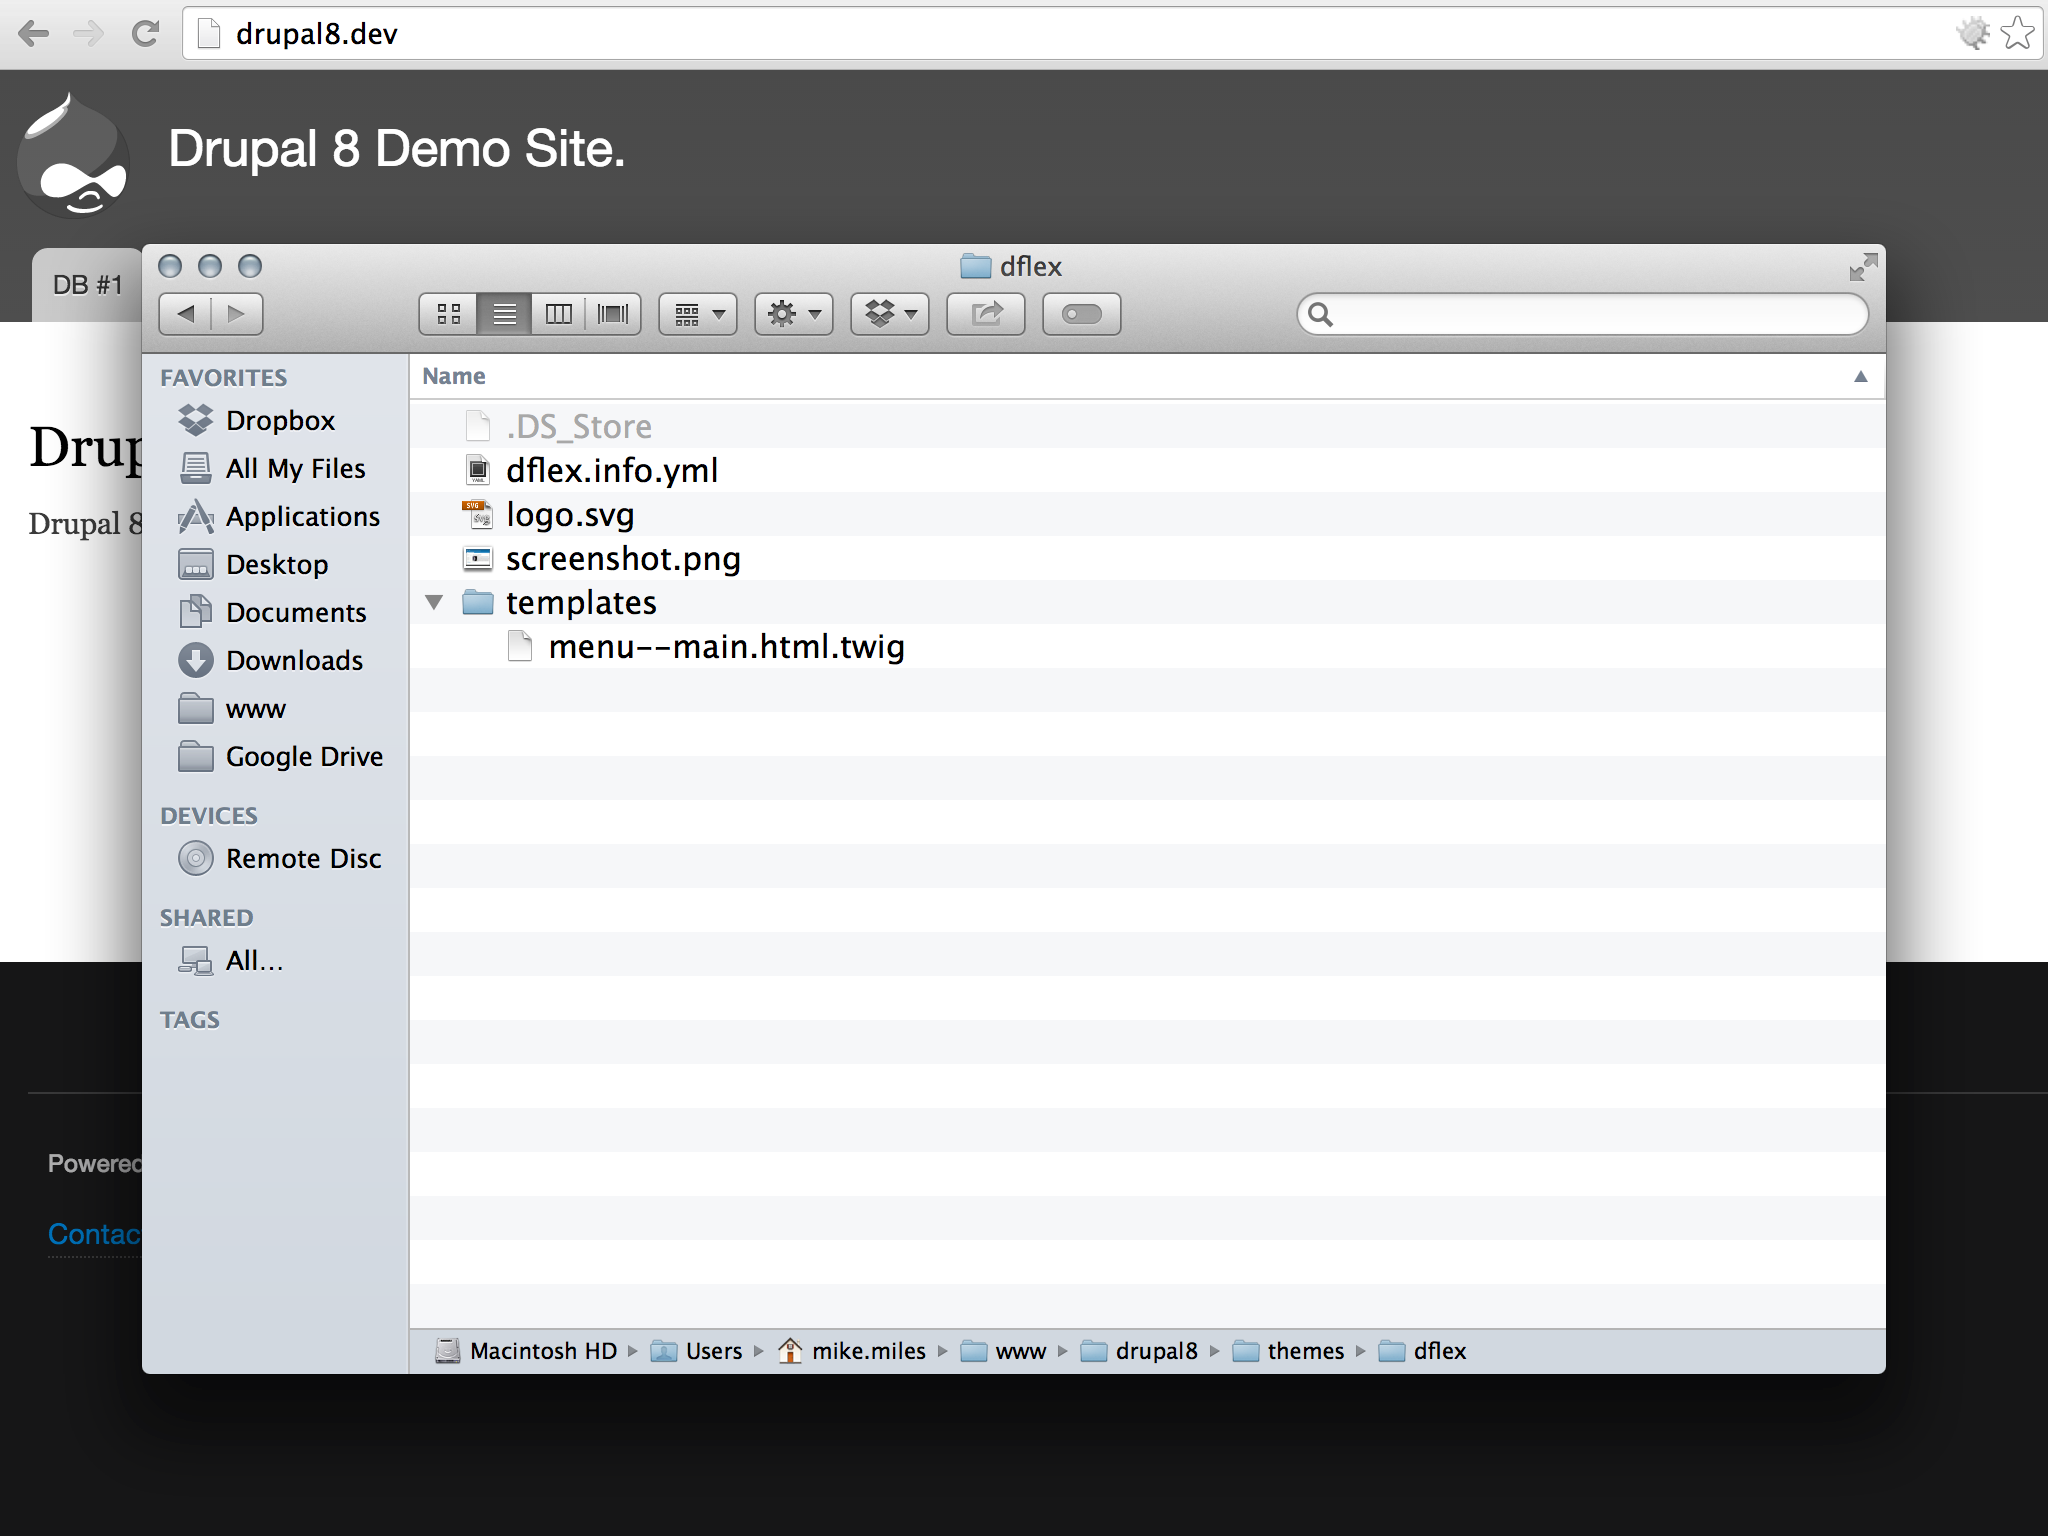 drupal8.dev
Drupal 8 Demo Site.
DB #1
dflex
FAVORITES
Dropbox
All My Files
Applications
Desktop
Documents
Downloads
www
Google Drive
DEVICES
Remote Disc
SHARED
All...
TAGS
Name
.DS_Store
dflex.info.yml
logo.svg
screenshot.png
templates
menu--main.html.twig
Macintosh HD ▸ Users ▸ mike.miles ▸ www ▸ drupal8 ▸ themes ▸ dflex
Drup
Drupal 8
Powered
Contac